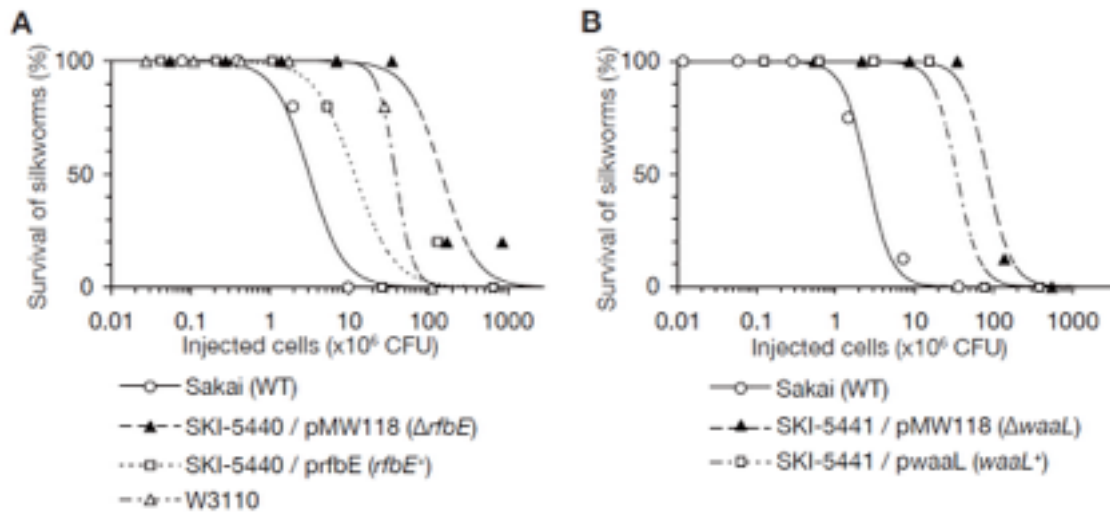 A
B
Survival of silkworms (%)
100
50
0
0.01 0.1 1 10 100 1000
Injected cells (x10⁶ CFU)
Sakai (WT)
SKI-5440 / pMW118 (ΔrfbE)
SKI-5440 / prfbE (rfbE⁺)
W3110
Survival of silkworms (%)
100
50
0
0.01 0.1 1 10 100 1000
Injected cells (x10⁶ CFU)
Sakai (WT)
SKI-5441 / pMW118 (ΔwaaL)
SKI-5441 / pwaaL (waaL⁺)